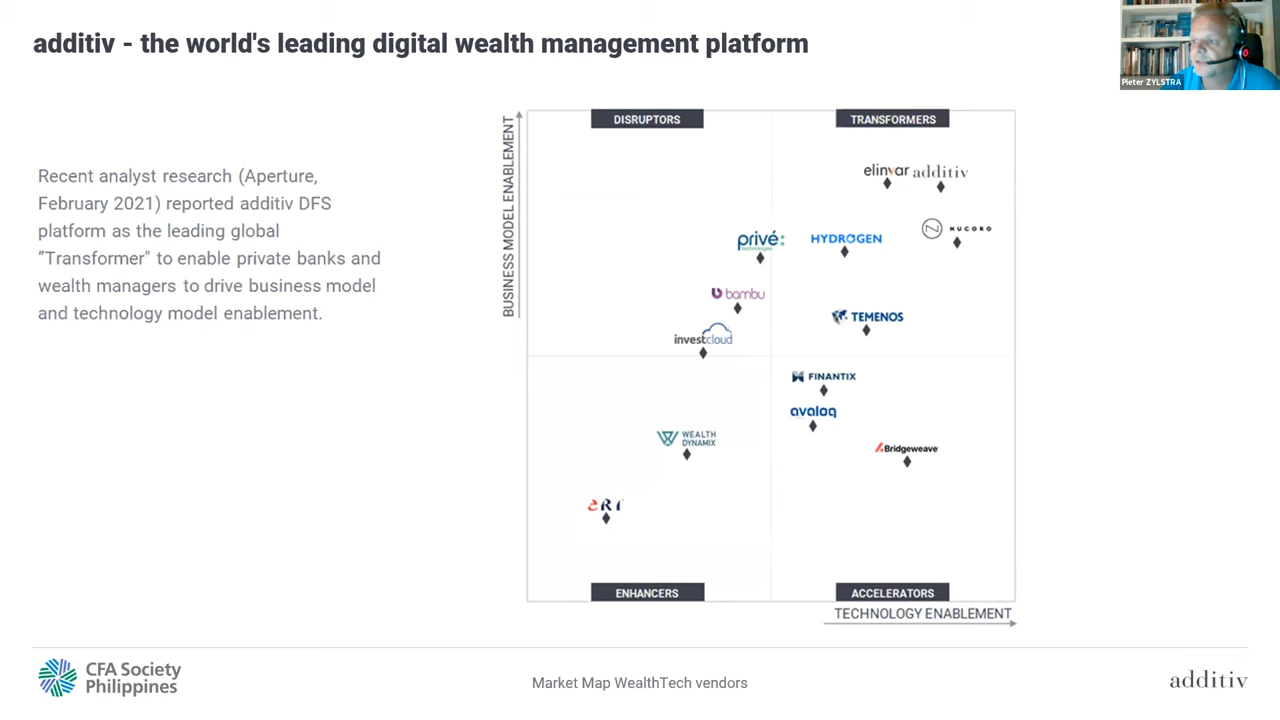 additiv - the world's leading digital wealth management platform
Pieter ZYLSTRA
Recent analyst research (Aperture,
February 2021) reported additiv DFS
platform as the leading global
”Transformer" to enable private banks and
wealth managers to drive business model
and technology model enablement.
BUSINESS MODEL ENABLEMENT
DISRUPTORS
TRANSFORMERS
elinvar
additiv
NUCORO
privé:
technologies
HYDROGEN
bambu
TEMENOS
investcloud
FINANTIX
avaloq
WEALTH
DYNAMIX
Bridgeweave
ENHANCERS
ACCELERATORS
TECHNOLOGY ENABLEMENT
CFA Society
Philippines
Market Map WealthTech vendors
additiv